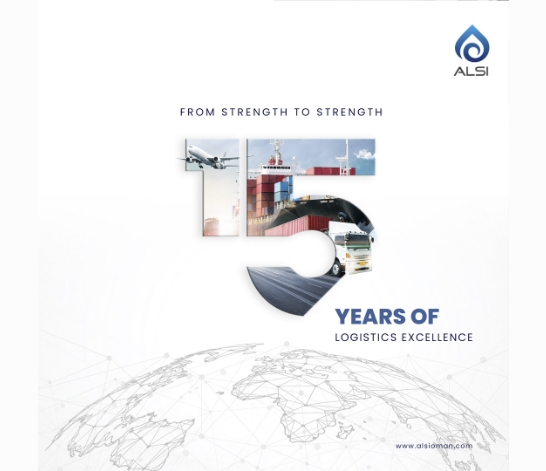 ALSI
FROM STRENGTH TO STRENGTH
15
YEARS OF
LOGISTICS EXCELLENCE
www.alsioman.com